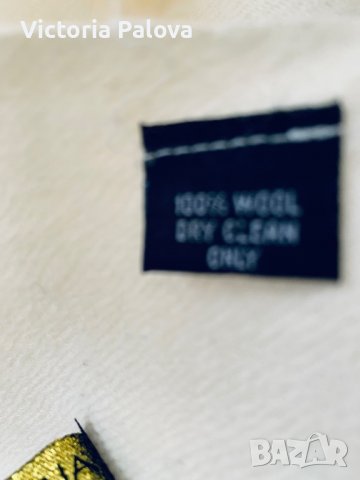 Victoria Palova
100% WOOL
DRY CLEAN
ONLY
BAZAR